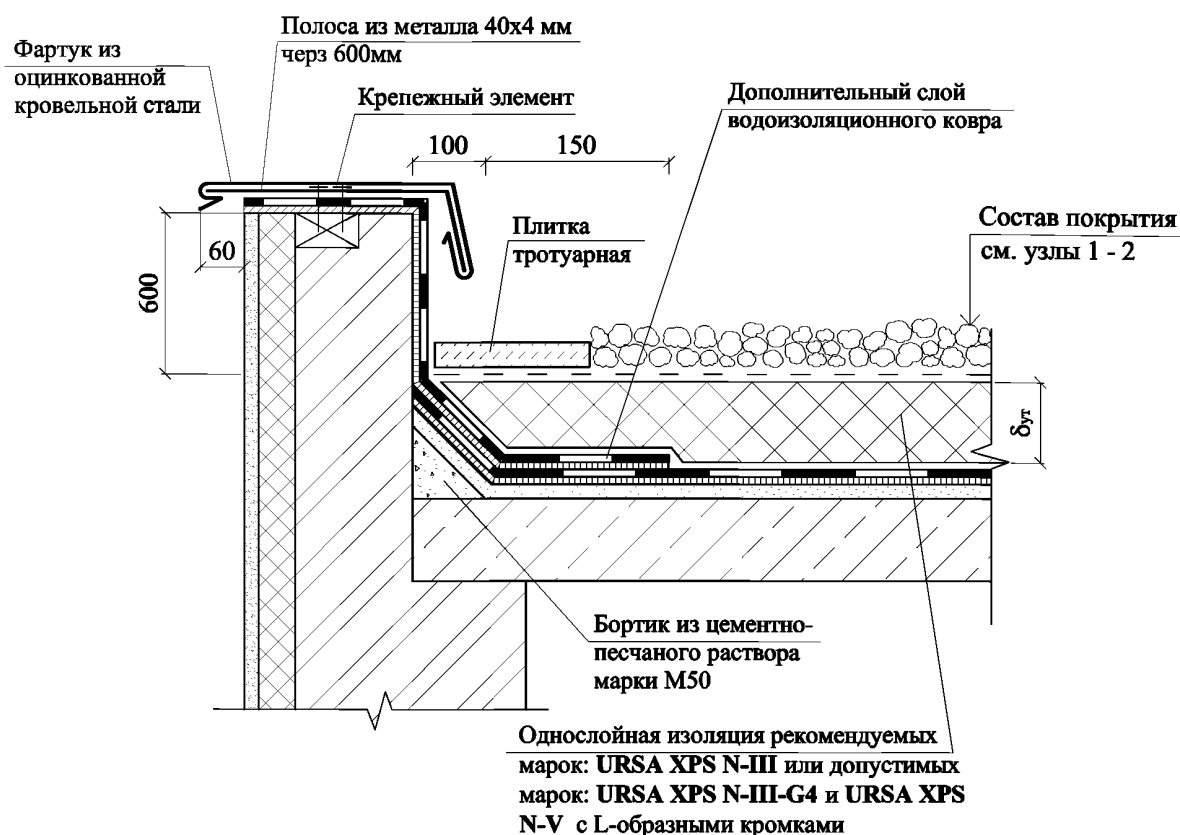 Полоса из металла 40х4 мм
черз 600мм
Фартук из
оцинкованной
кровельной стали
Крепежный элемент
Дополнительный слой
водоизоляционного ковра
100
150
Плитка
тротуарная
Состав покрытия
см. узлы 1 - 2
60
600
δут
Бортик из цементно-
песчаного раствора
марки М50
Однослойная изоляция рекомендуемых
марок: URSA XPS N-III или допустимых
марок: URSA XPS N-III-G4 и URSA XPS
N-V с L-образными кромками